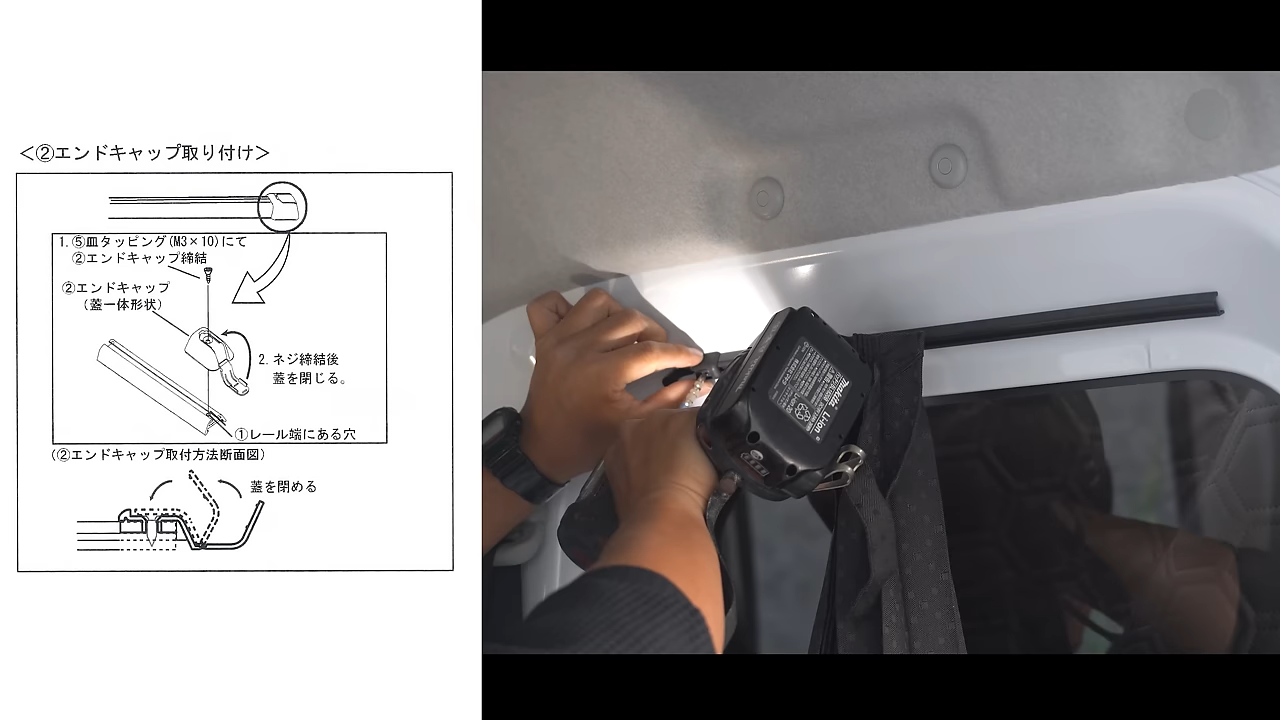 ＜②エンドキャップ取り付け＞
1.⑤皿タッピング(M3×10)にて
②エンドキャップ締結
②エンドキャップ
(蓋一体形状)
2.ネジ締結後
蓋を閉じる。
①レール端にある穴
(②エンドキャップ取付方法断面図)
蓋を閉める
makita
Li-ion